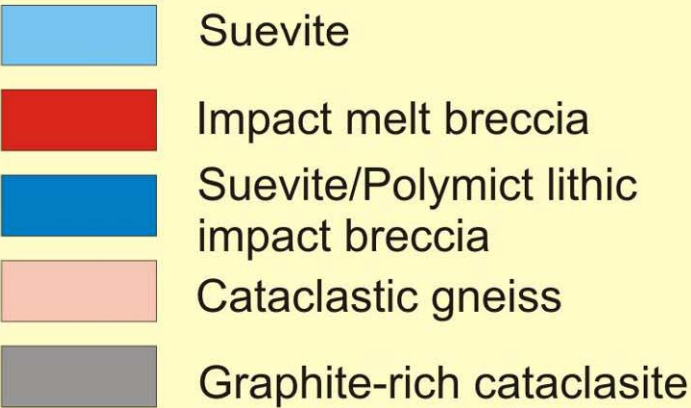 Suevite
Impact melt breccia
Suevite/Polymict lithic
impact breccia
Cataclastic gneiss
Graphite-rich cataclasite